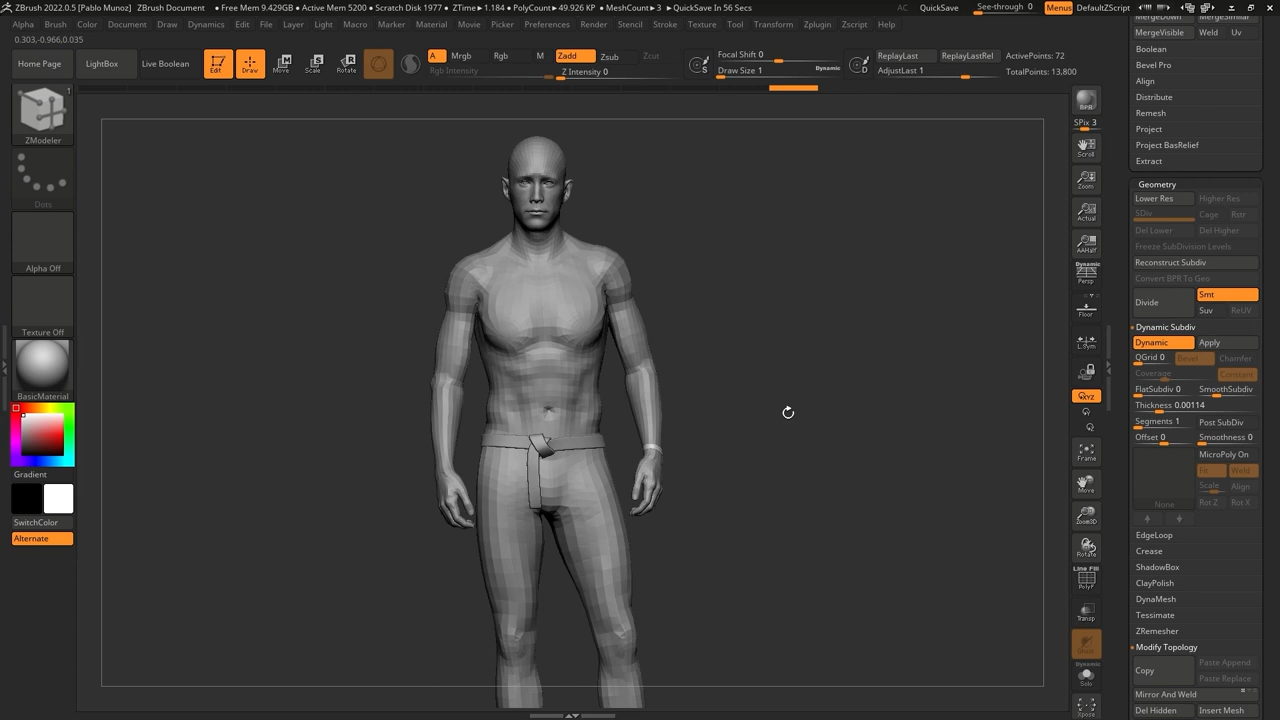 ZBrush 2022.0.5 [Pablo Munoz] ZBrush Document • Free Mem 9.429GB • Active Mem 5200 • Scratch Disk 1977 • ZTime▸1.184 • PolyCount▸49.926 KP • MeshCount▸3 ▸QuickSave In 56 Secs AC QuickSave See-through 0 Menus DefaultZScript
Alpha Brush Color Document Draw Dynamics Edit File Layer Light Macro Marker Material Movie Picker Preferences Render Stencil Stroke Texture Tool Transform Zplugin Zscript Help
0.303,-0.966,0.035
Home Page LightBox Live Boolean Edit Draw Move Scale Rotate
A Mrgb Rgb M Zadd Zsub Zcut
Rgb Intensity Z Intensity 0
Focal Shift 0
Draw Size 1 Dynamic
S
D
ReplayLast ReplayLastRel ActivePoints: 72
AdjustLast 1 TotalPoints: 13,800
1
ZModeler
Dots
Alpha Off
Texture Off
BasicMaterial
Gradient
SwitchColor
Alternate
BPR
SPix 3
Scroll
Zoom
Actual
AAHalf
Dynamic
Persp
Floor
L.Sym
XYZ
Frame
Move
Zoom3D
Rotate
Line Fill
PolyF
Transp
Ghost
Dynamic
Solo
Xpose
MergeDown MergeSimilar
MergeVisible Weld Uv
Boolean
Bevel Pro
Align
Distribute
Remesh
Project
Project BasRelief
Extract
Geometry
Lower Res Higher Res
SDiv Cage Rstr
Del Lower Del Higher
Freeze SubDivision Levels
Reconstruct Subdiv
Convert BPR To Geo
Divide Smt
Suv ReUV
Dynamic Subdiv
Dynamic Apply
QGrid 0 Bevel Chamfer
Coverage Constant
FlatSubdiv 0 SmoothSubdiv
Thickness 0.00114
Segments 1 Post SubDiv
Offset 0 Smoothness 0
MicroPoly On
Fit Weld
Scale Align
None Rot Z Rot X
EdgeLoop
Crease
ShadowBox
ClayPolish
DynaMesh
Tessimate
ZRemesher
Modify Topology
Copy Paste Append
Paste Replace
Mirror And Weld
Del Hidden Insert Mesh